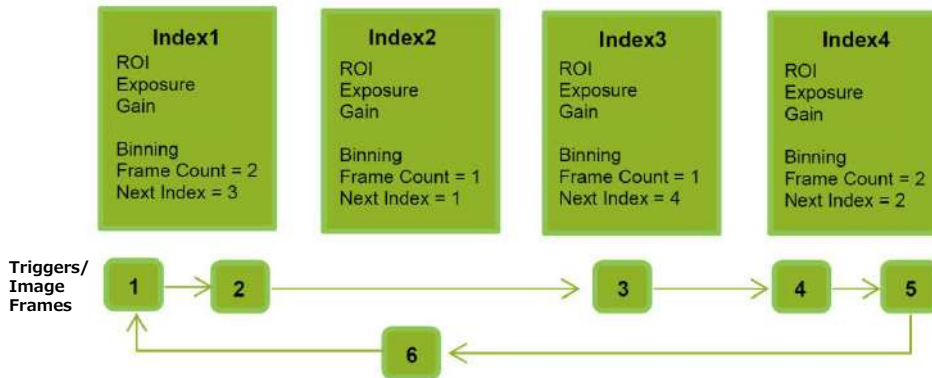 Index1
ROI
Exposure
Gain
Binning
Frame Count = 2
Next Index = 3
Index2
ROI
Exposure
Gain
Binning
Frame Count = 1
Next Index = 1
Index3
ROI
Exposure
Gain
Binning
Frame Count = 1
Next Index = 4
Index4
ROI
Exposure
Gain
Binning
Frame Count = 2
Next Index = 2
Triggers/
Image
Frames
1
2
3
4
5
6